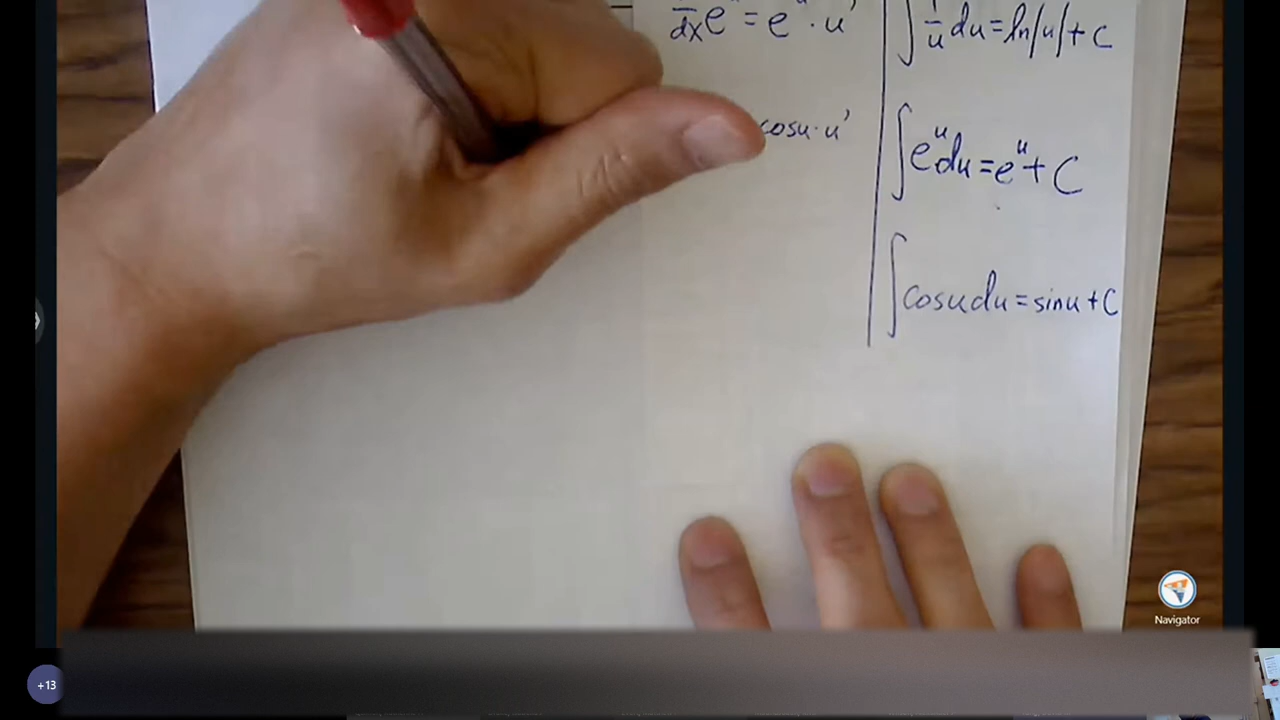 d/dx e^u = e^u · u'
cosu · u'
∫ 1/u du = ln|u| + C
∫ e^u du = e^u + C
∫ cosu du = sinu + C
Navigator
+13